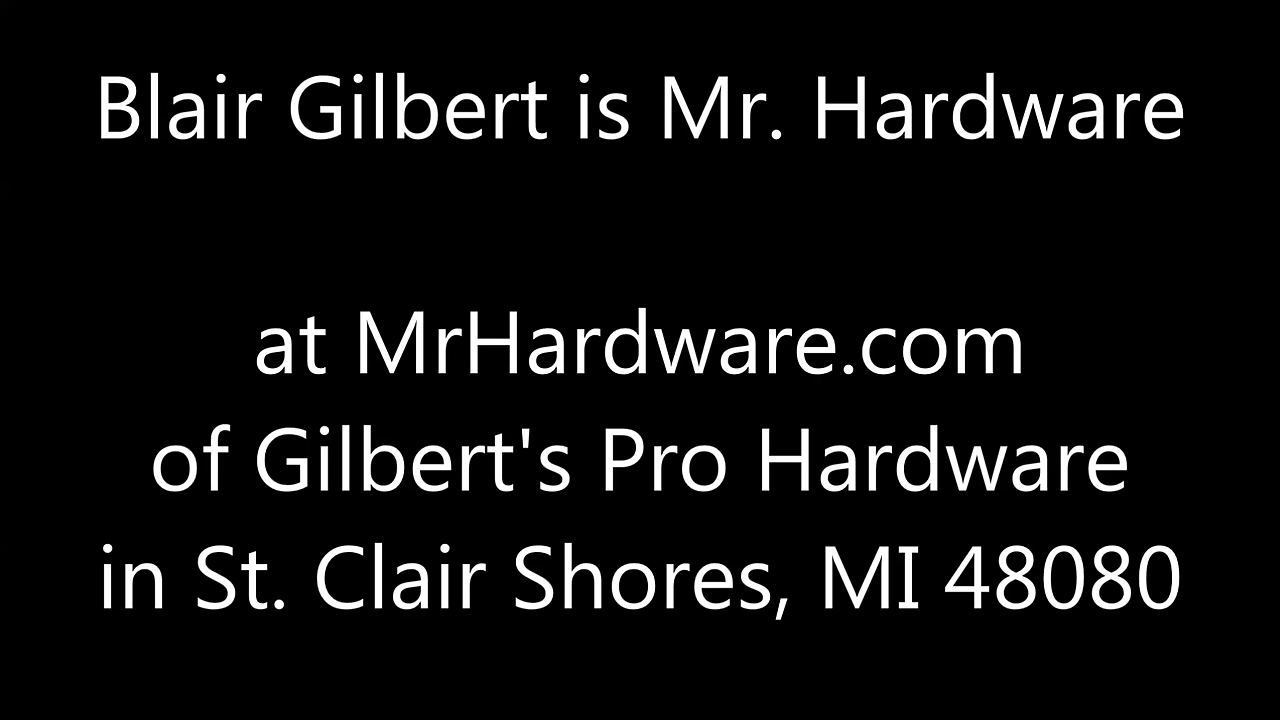 Blair Gilbert is Mr. Hardware
at MrHardware.com
of Gilbert's Pro Hardware
in St. Clair Shores, MI 48080